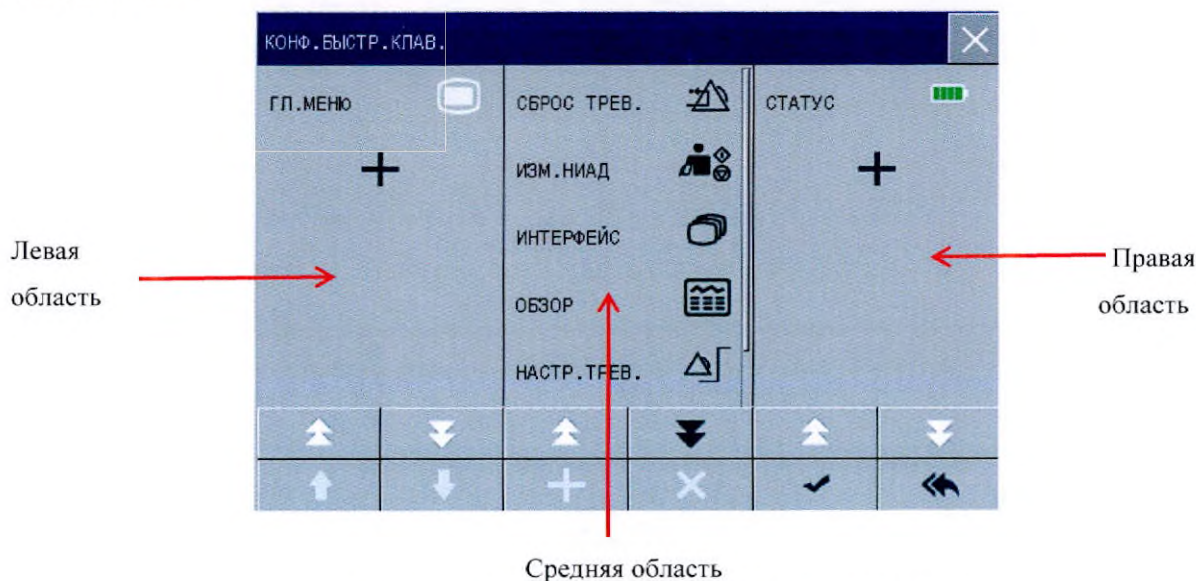 КОНФ.БЫСТР.КЛАВ.
ГЛ.МЕНЮ
СБРОС ТРЕВ.
СТАТУС
ИЗМ.НИАД
ИНТЕРФЕЙС
ОБЗОР
НАСТР.ТРЕВ.
Левая
область
Правая
область
Средняя область